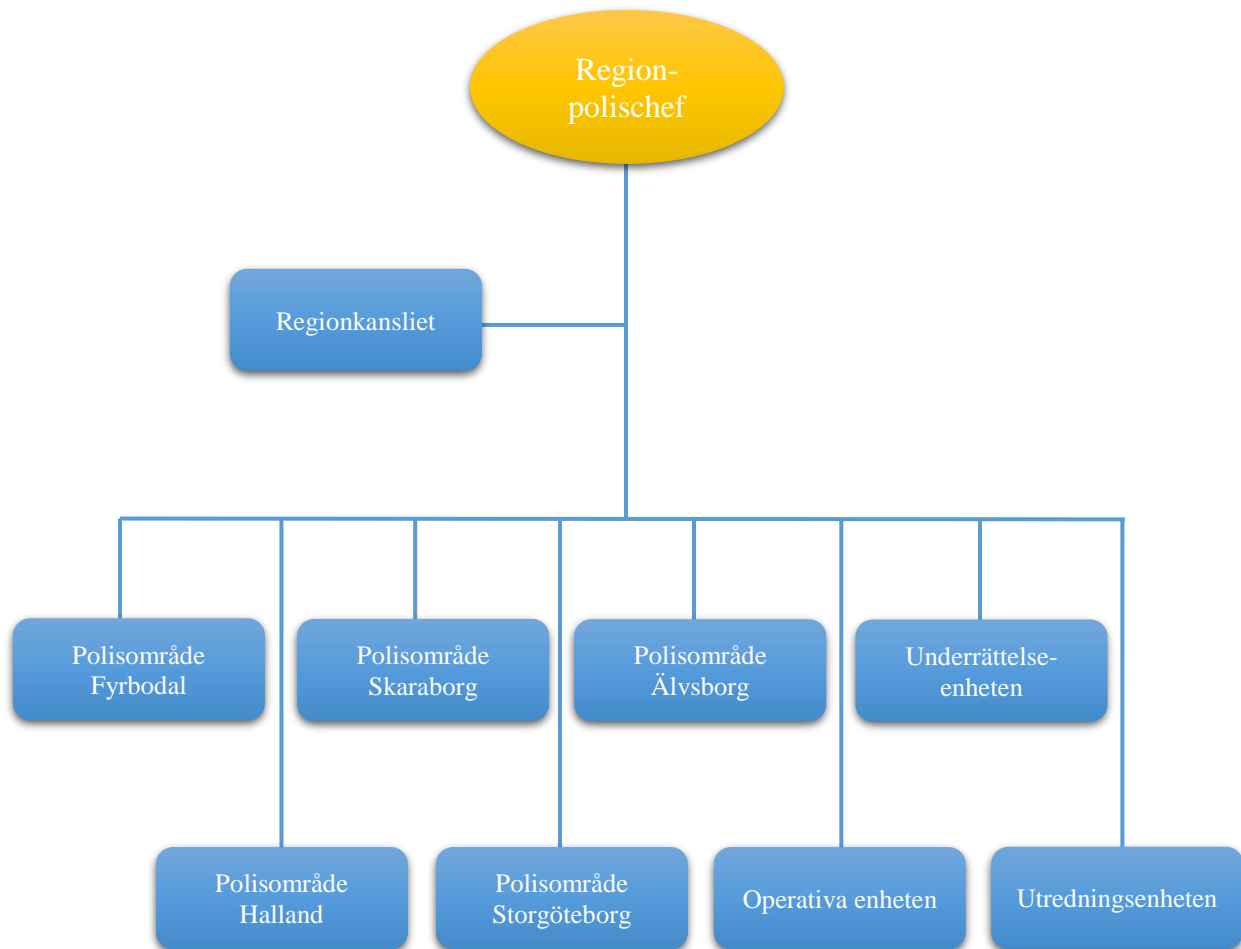 Region-
polischef
Regionkansliet
Polisområde
Fyrbodal
Polisområde
Skaraborg
Polisområde
Älvsborg
Underrättelse-
enheten
Polisområde
Halland
Polisområde
Storgöteborg
Operativa enheten
Utredningsenheten